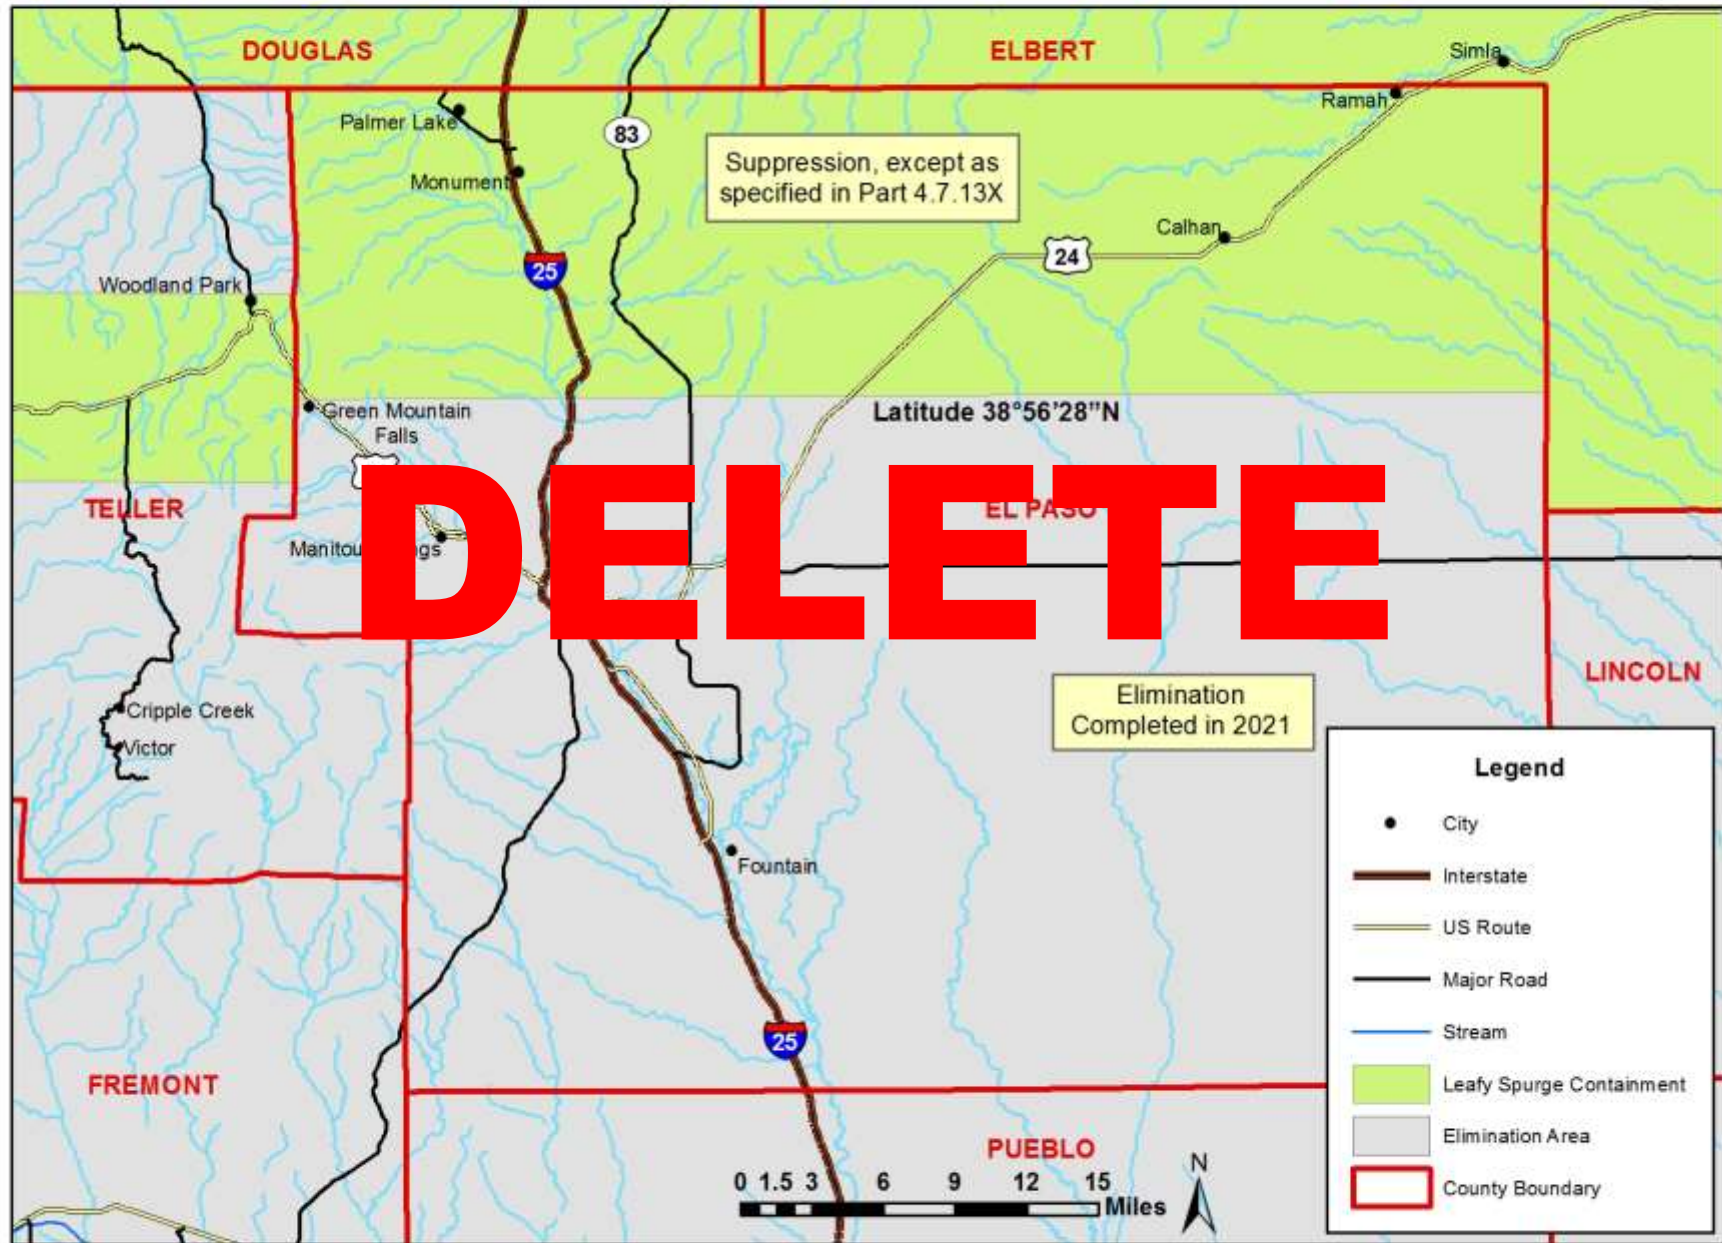 DOUGLAS
ELBERT
Simla
Ramah
Palmer Lake
83
Suppression, except as
specified in Part 4.7.13X
Monument
Calhan
24
25
Woodland Park
Latitude 38°56'28"N
Green Mountain
Falls
DELETE
TELLER
EL PASO
Manitou
ngs
LINCOLN
Elimination
Completed in 2021
Cripple Creek
Victor
Fountain
25
FREMONT
PUEBLO
0 1.5 3 6 9 12 15
Miles
N
Legend
City
Interstate
US Route
Major Road
Stream
Leafy Spurge Containment
Elimination Area
County Boundary